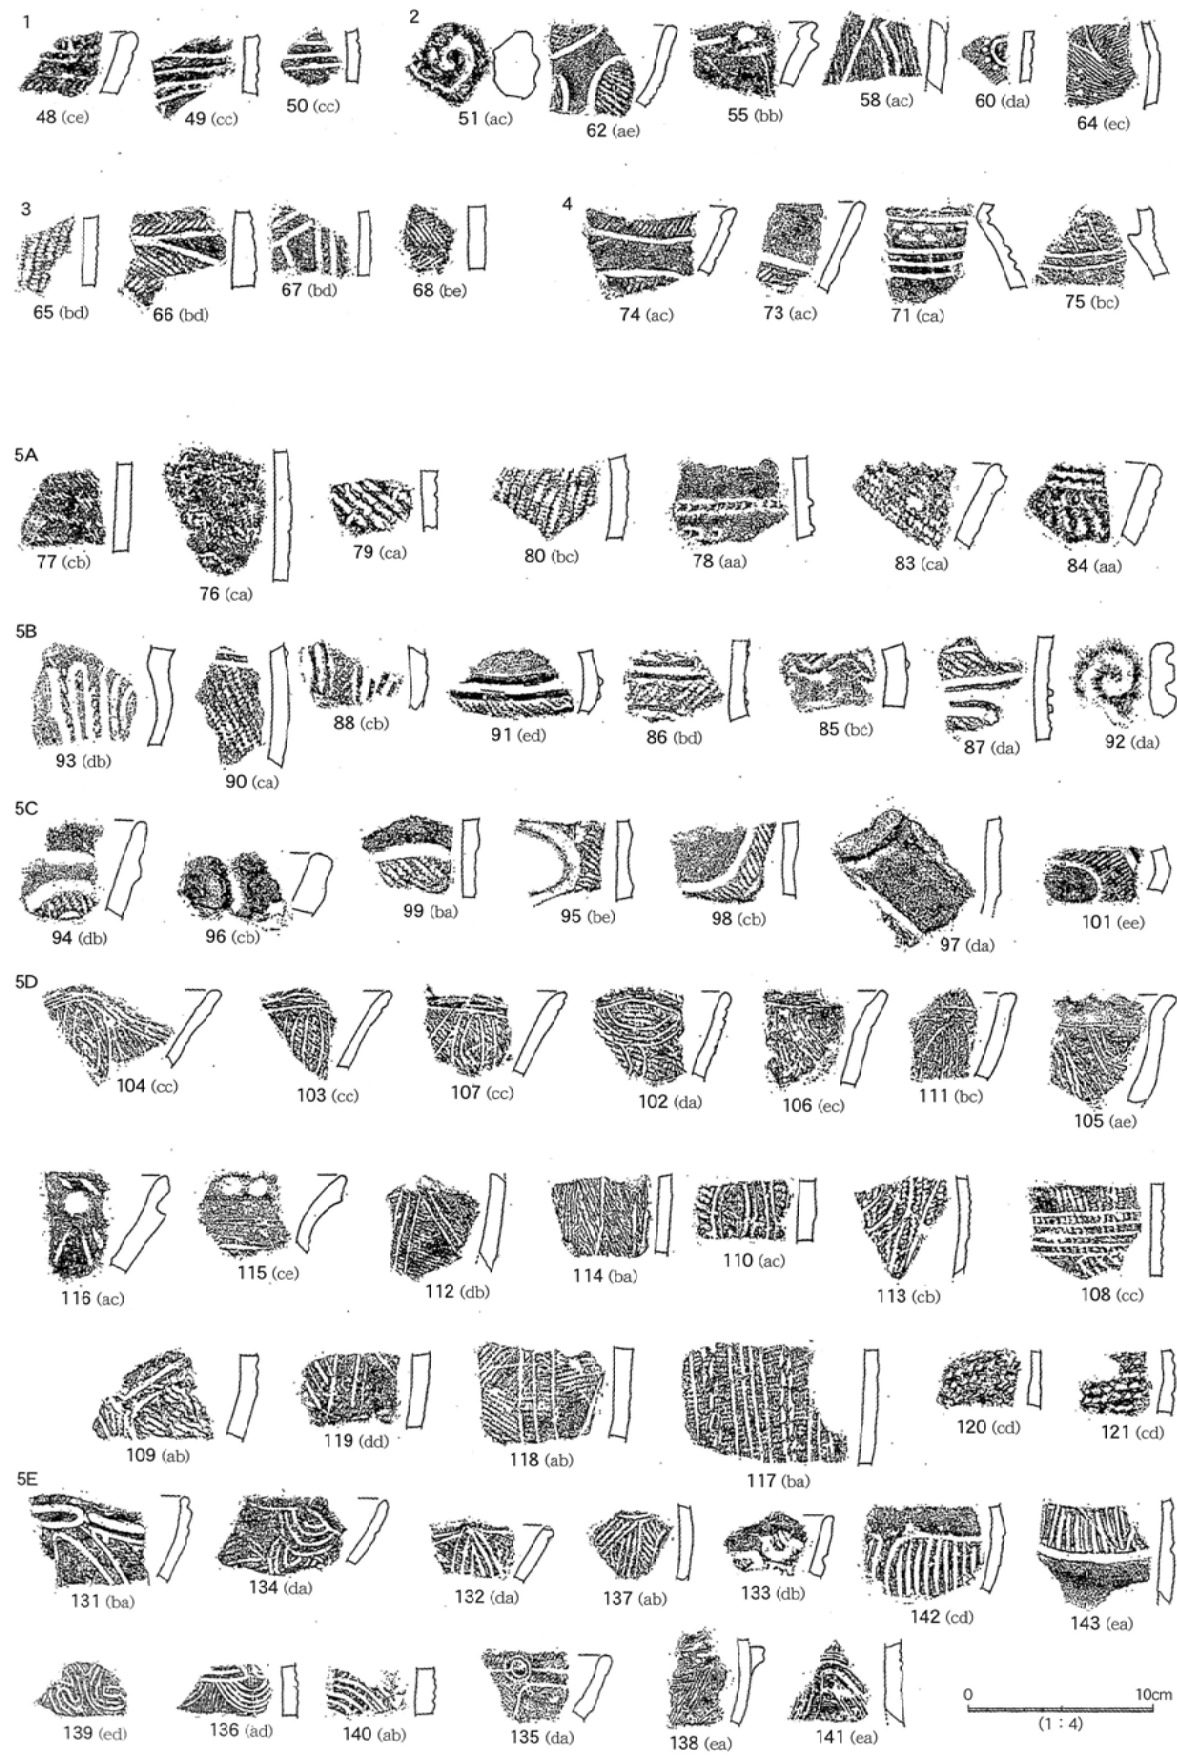 1
2
48 (ce)
49 (cc)
50 (cc)
51 (ac)
62 (ae)
55 (bb)
58 (ac)
60 (da)
64 (ec)
3
4
65 (bd)
66 (bd)
67 (bd)
68 (be)
74 (ac)
73 (ac)
71 (ca)
75 (bc)
5A
77 (cb)
76 (ca)
79 (ca)
80 (bc)
78 (aa)
83 (ca)
84 (aa)
5B
93 (db)
90 (ca)
88 (cb)
91 (ed)
86 (bd)
85 (bc)
87 (da)
92 (da)
5C
94 (db)
96 (cb)
99 (ba)
95 (be)
98 (cb)
97 (da)
101 (ee)
5D
104 (cc)
103 (cc)
107 (cc)
102 (da)
106 (ec)
111 (bc)
105 (ae)
116 (ac)
115 (ce)
112 (db)
114 (ba)
110 (ac)
113 (cb)
108 (cc)
109 (ab)
119 (dd)
118 (ab)
117 (ba)
120 (cd)
121 (cd)
5E
131 (ba)
134 (da)
132 (da)
137 (ab)
133 (db)
142 (cd)
143 (ea)
139 (ed)
136 (ad)
140 (ab)
135 (da)
138 (ea)
141 (ea)
0 10cm
(1 : 4)